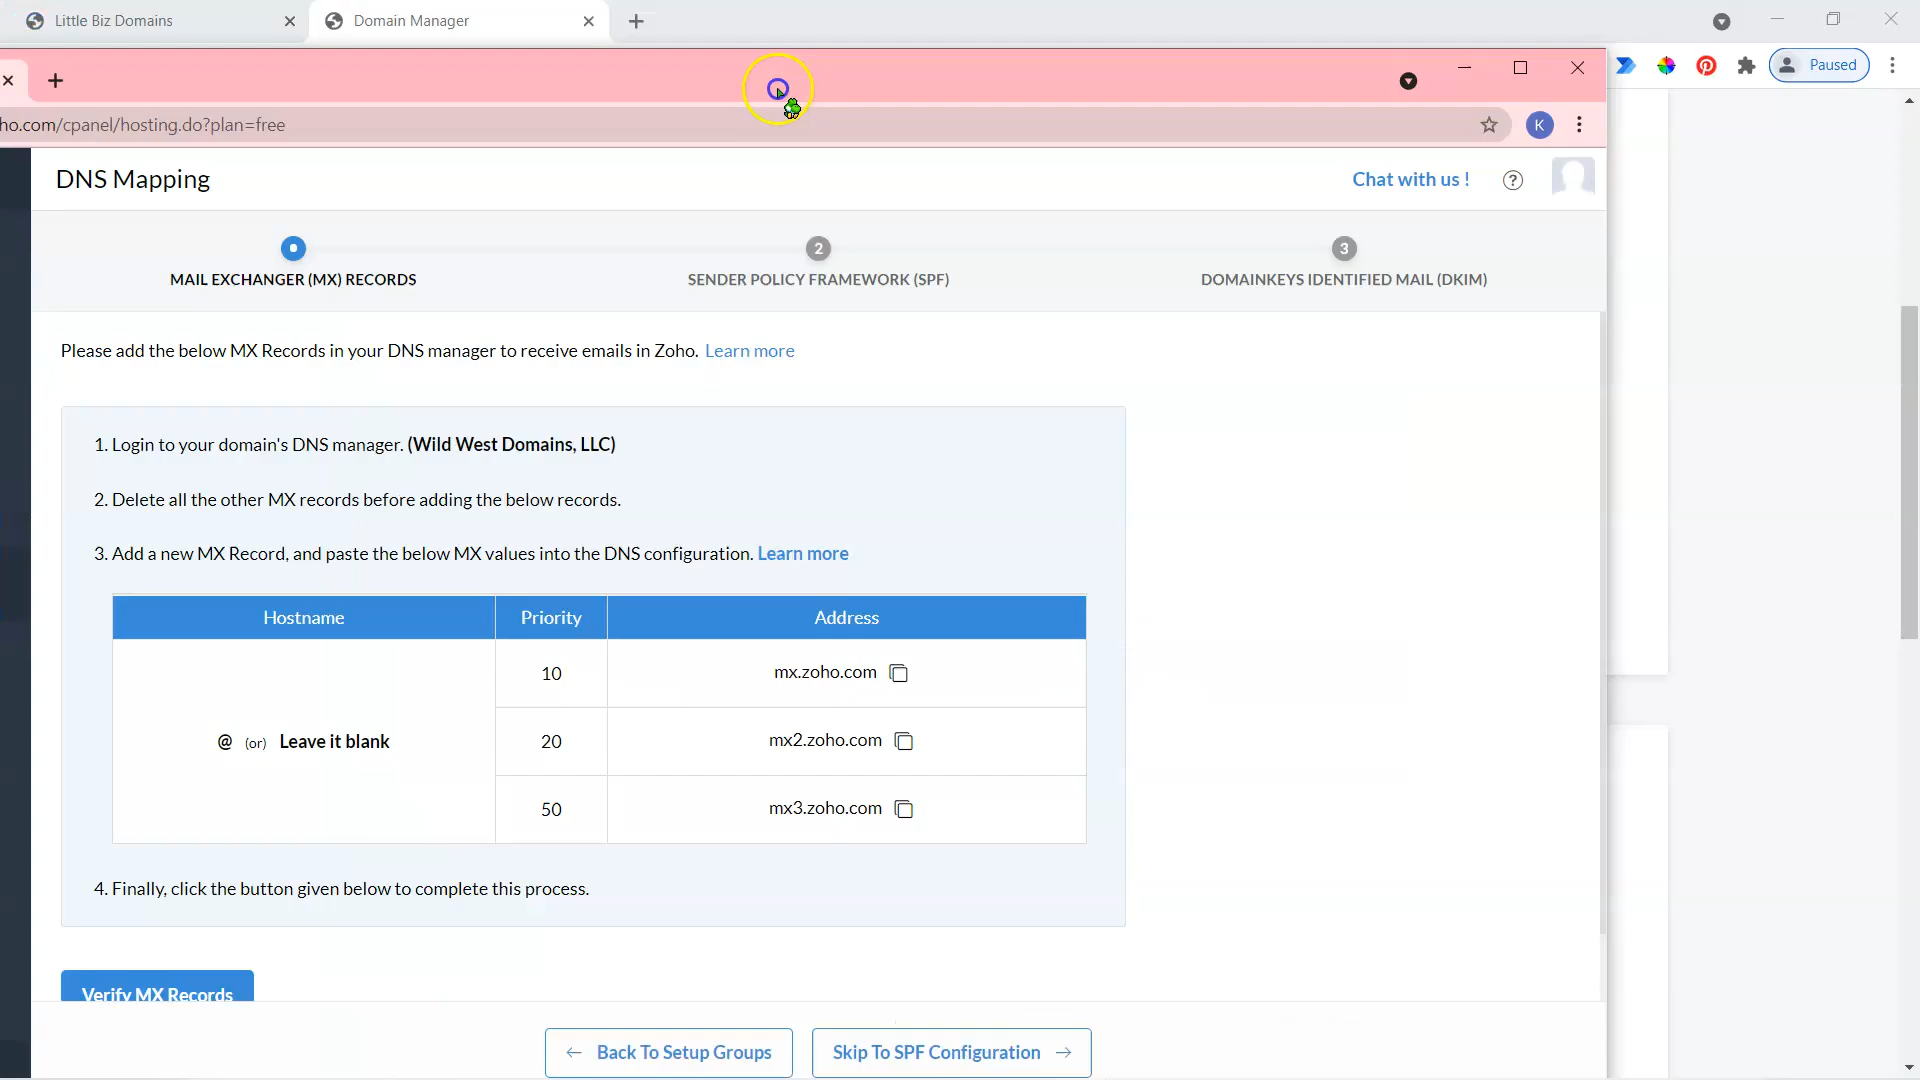 Little Biz Domains
Domain Manager
Paused
ho.com/cpanel/hosting.do?plan=free
K
DNS Mapping
Chat with us !
?
2
3
MAIL EXCHANGER (MX) RECORDS
SENDER POLICY FRAMEWORK (SPF)
DOMAINKEYS IDENTIFIED MAIL (DKIM)
Please add the below MX Records in your DNS manager to receive emails in Zoho. Learn more
1. Login to your domain's DNS manager. (Wild West Domains, LLC)
2. Delete all the other MX records before adding the below records.
3. Add a new MX Record, and paste the below MX values into the DNS configuration. Learn more
Hostname Priority Address
10 mx.zoho.com
@ (or) Leave it blank 20 mx2.zoho.com
50 mx3.zoho.com
4. Finally, click the button given below to complete this process.
Verify MX Records
← Back To Setup Groups
Skip To SPF Configuration →